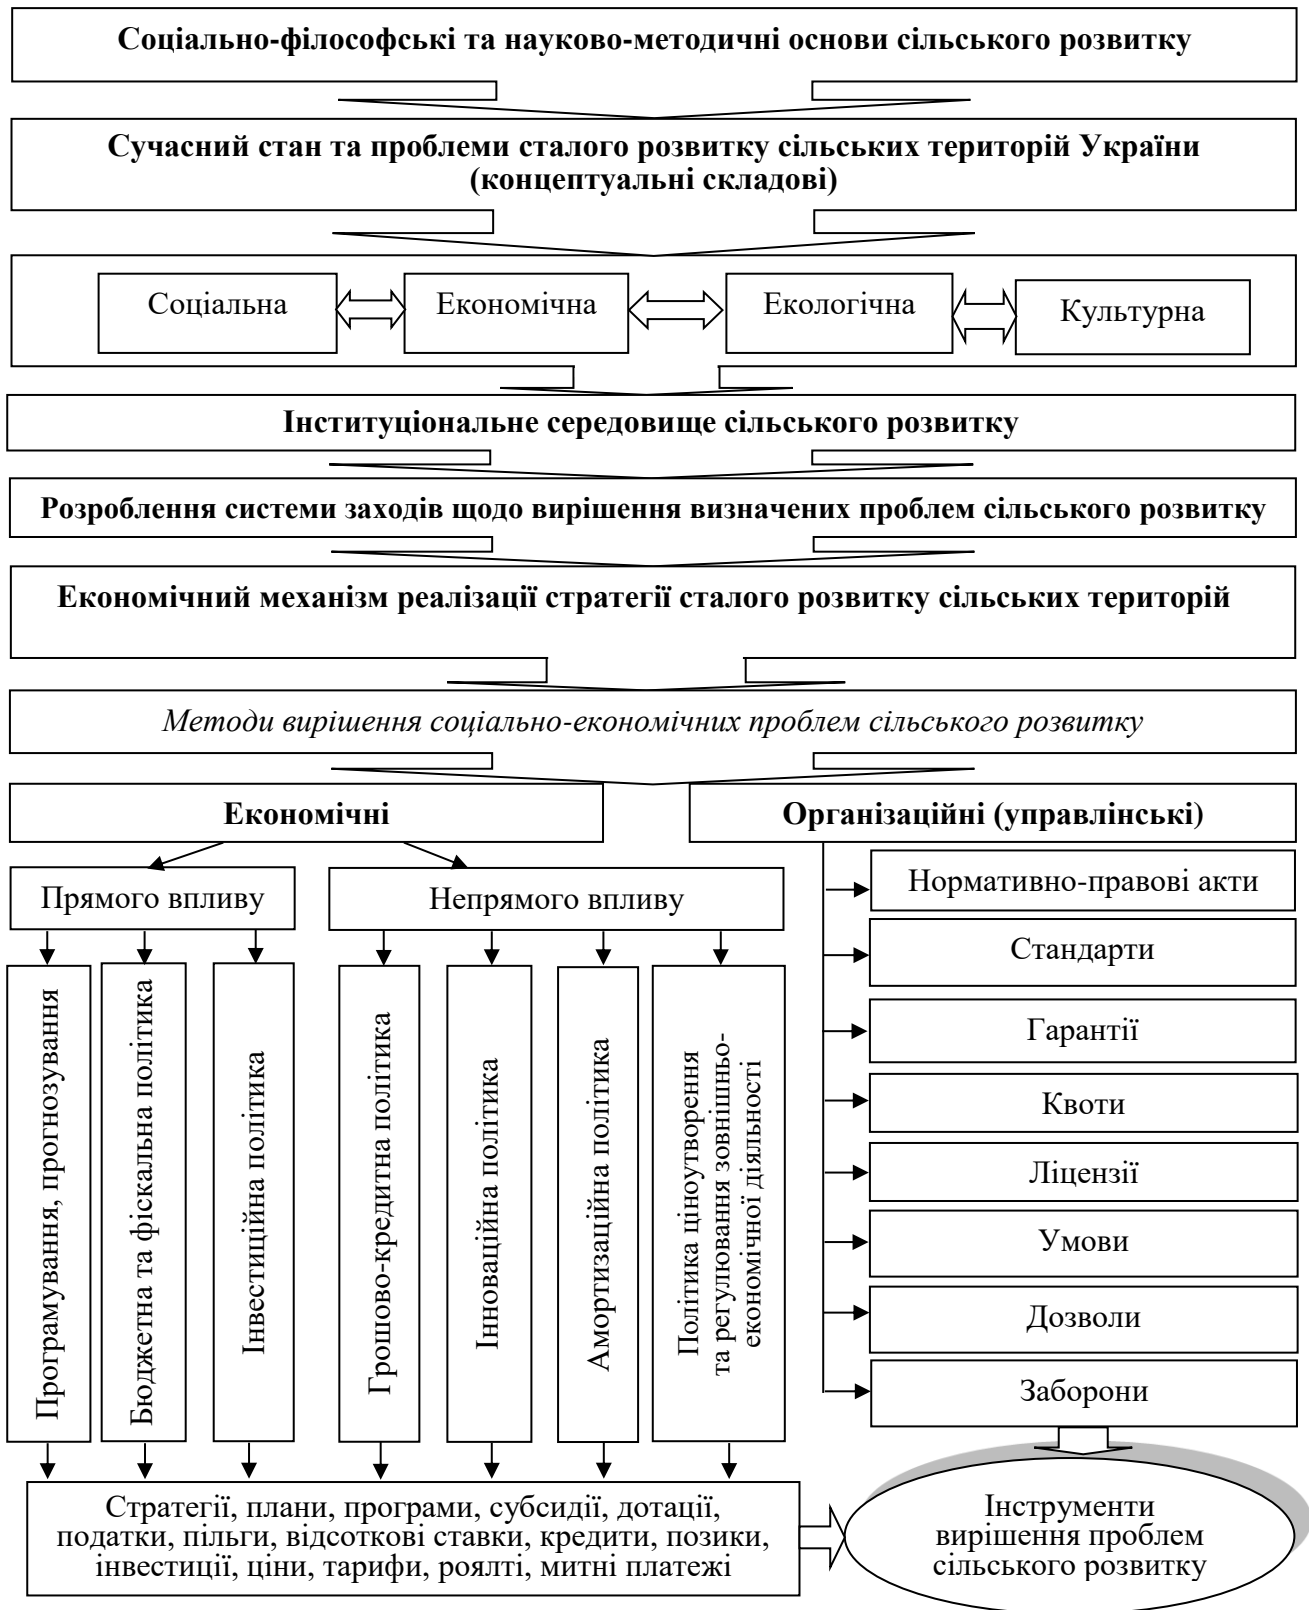 Соціально-філософські та науково-методичні основи сільського розвитку
Сучасний стан та проблеми сталого розвитку сільських територій України
(концептуальні складові)
Соціальна
Економічна
Екологічна
Культурна
Інституціональне середовище сільського розвитку
Розроблення системи заходів щодо вирішення визначених проблем сільського розвитку
Економічний механізм реалізації стратегії сталого розвитку сільських територій
Методи вирішення соціально-економічних проблем сільського розвитку
Економічні
Організаційні (управлінські)
Прямого впливу
Непрямого впливу
Програмування, прогнозування
Бюджетна та фіскальна політика
Інвестиційна політика
Грошово-кредитна політика
Інноваційна політика
Амортизаційна політика
Політика ціноутворення
та регулювання зовнішньо-
економічної діяльності
Нормативно-правові акти
Стандарти
Гарантії
Квоти
Ліцензії
Умови
Дозволи
Заборони
Стратегії, плани, програми, субсидії, дотації,
податки, пільги, відсоткові ставки, кредити, позики,
інвестиції, ціни, тарифи, роялті, митні платежі
Інструменти
вирішення проблем
сільського розвитку